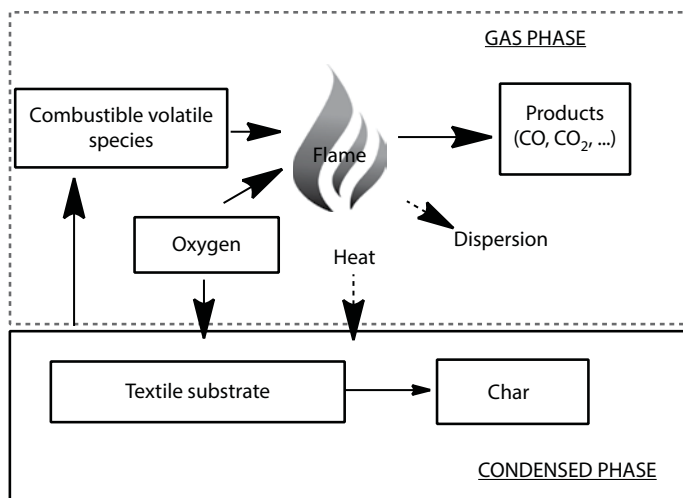 GAS PHASE
Combustible volatile
species
Flame
Products
(CO, CO₂, ...)
Oxygen
Dispersion
Heat
Textile substrate
Char
CONDENSED PHASE